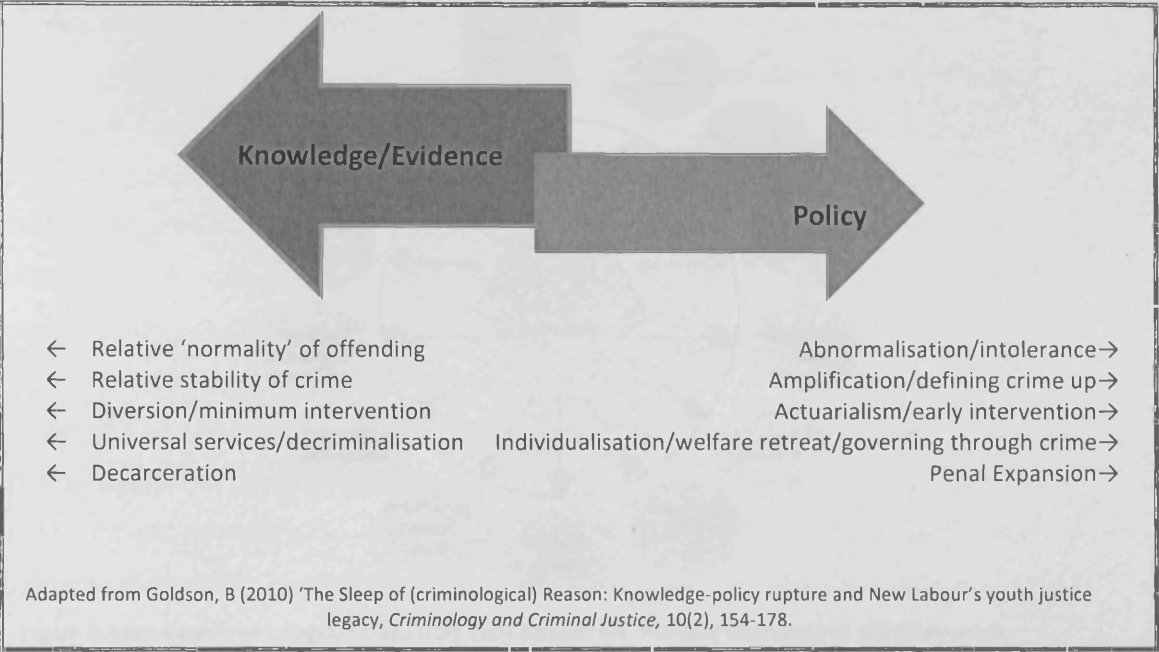 Knowledge/Evidence
Policy
← Relative ‘normality’ of offending
← Relative stability of crime
← Diversion/minimum intervention
← Universal services/decriminalisation
← Decarceration
Abnormalisation/intolerance→
Amplification/defining crime up→
Actuarialism/early intervention→
Individualisation/welfare retreat/governing through crime→
Penal Expansion→
Adapted from Goldson, B (2010) ‘The Sleep of (criminological) Reason: Knowledge-policy rupture and New Labour’s youth justice
legacy, Criminology and Criminal Justice, 10(2), 154-178.